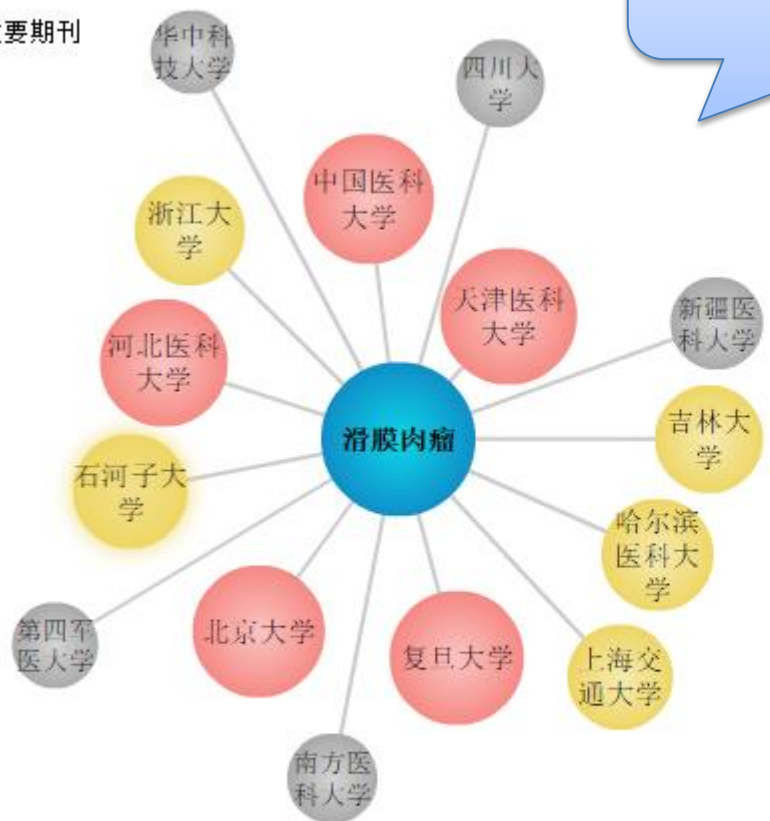 要期刊
华中科
技大学
四川大
学
中国医科
大学
浙江大
学
天津医科
大学
新疆医
科大学
河北医科
大学
滑膜肉瘤
吉林大
学
石河子大
学
哈尔滨
医科大
学
第四军
医大学
北京大学
复旦大学
上海交
通大学
南方医
科大学